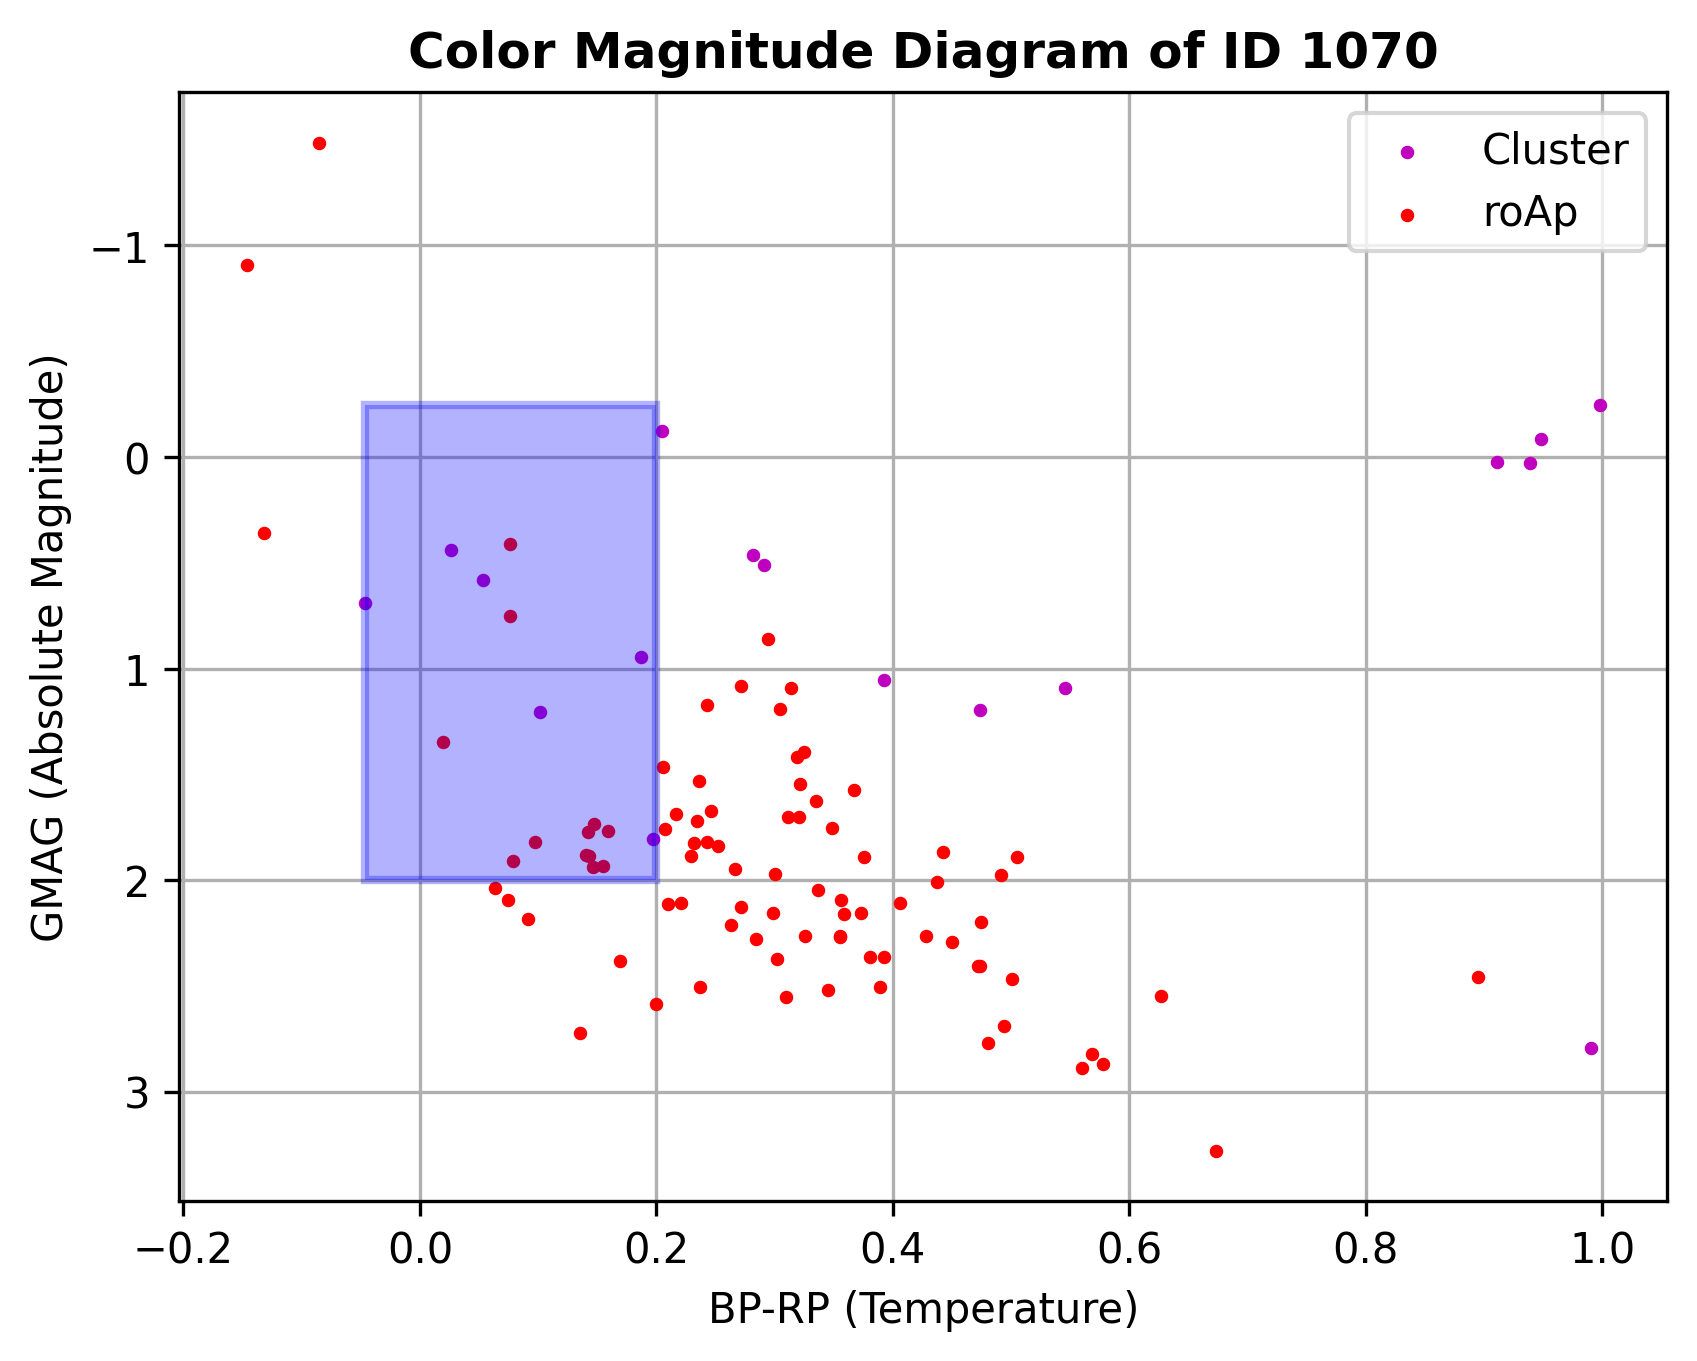 Color Magnitude Diagram of ID 1070
Cluster
roAp
GMAG (Absolute Magnitude)
−1
0
1
2
3
−0.2 0.0 0.2 0.4 0.6 0.8 1.0
BP-RP (Temperature)